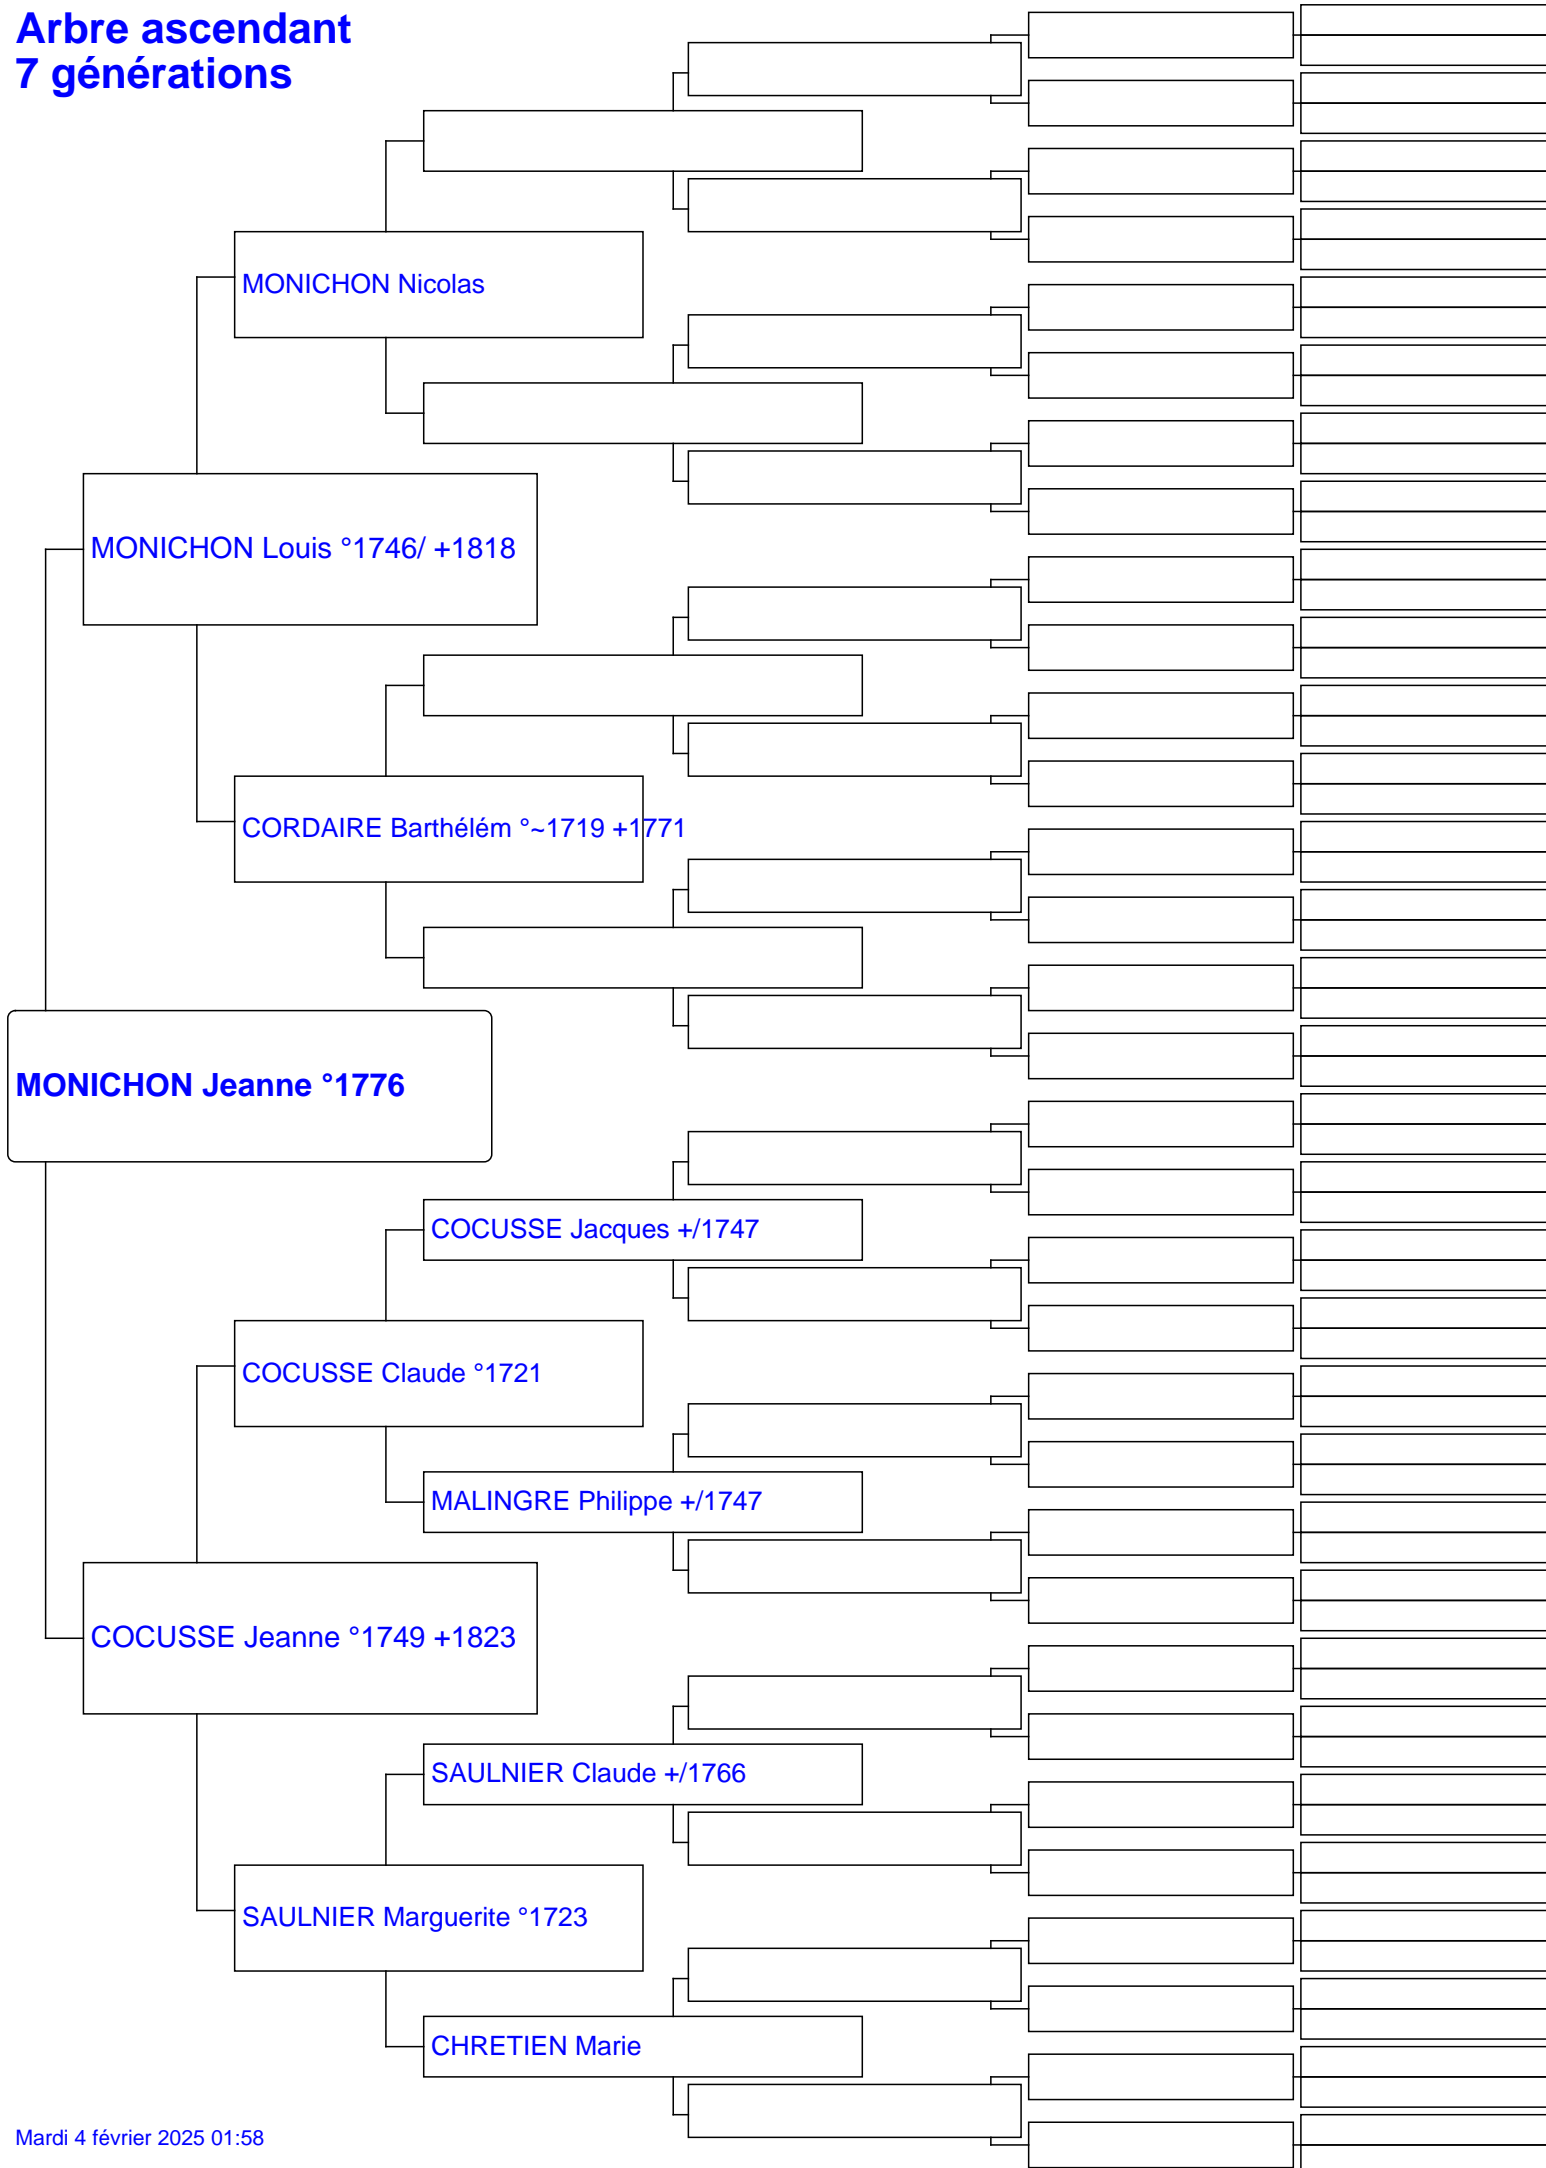 Arbre ascendant
7 générations
MONICHON Nicolas
MONICHON Louis °1746/ +1818
CORDAIRE Barthélém °~1719 +1771
MONICHON Jeanne °1776
COCUSSE Jacques +/1747
COCUSSE Claude °1721
MALINGRE Philippe +/1747
COCUSSE Jeanne °1749 +1823
SAULNIER Claude +/1766
SAULNIER Marguerite °1723
CHRETIEN Marie
Mardi 4 février 2025 01:58